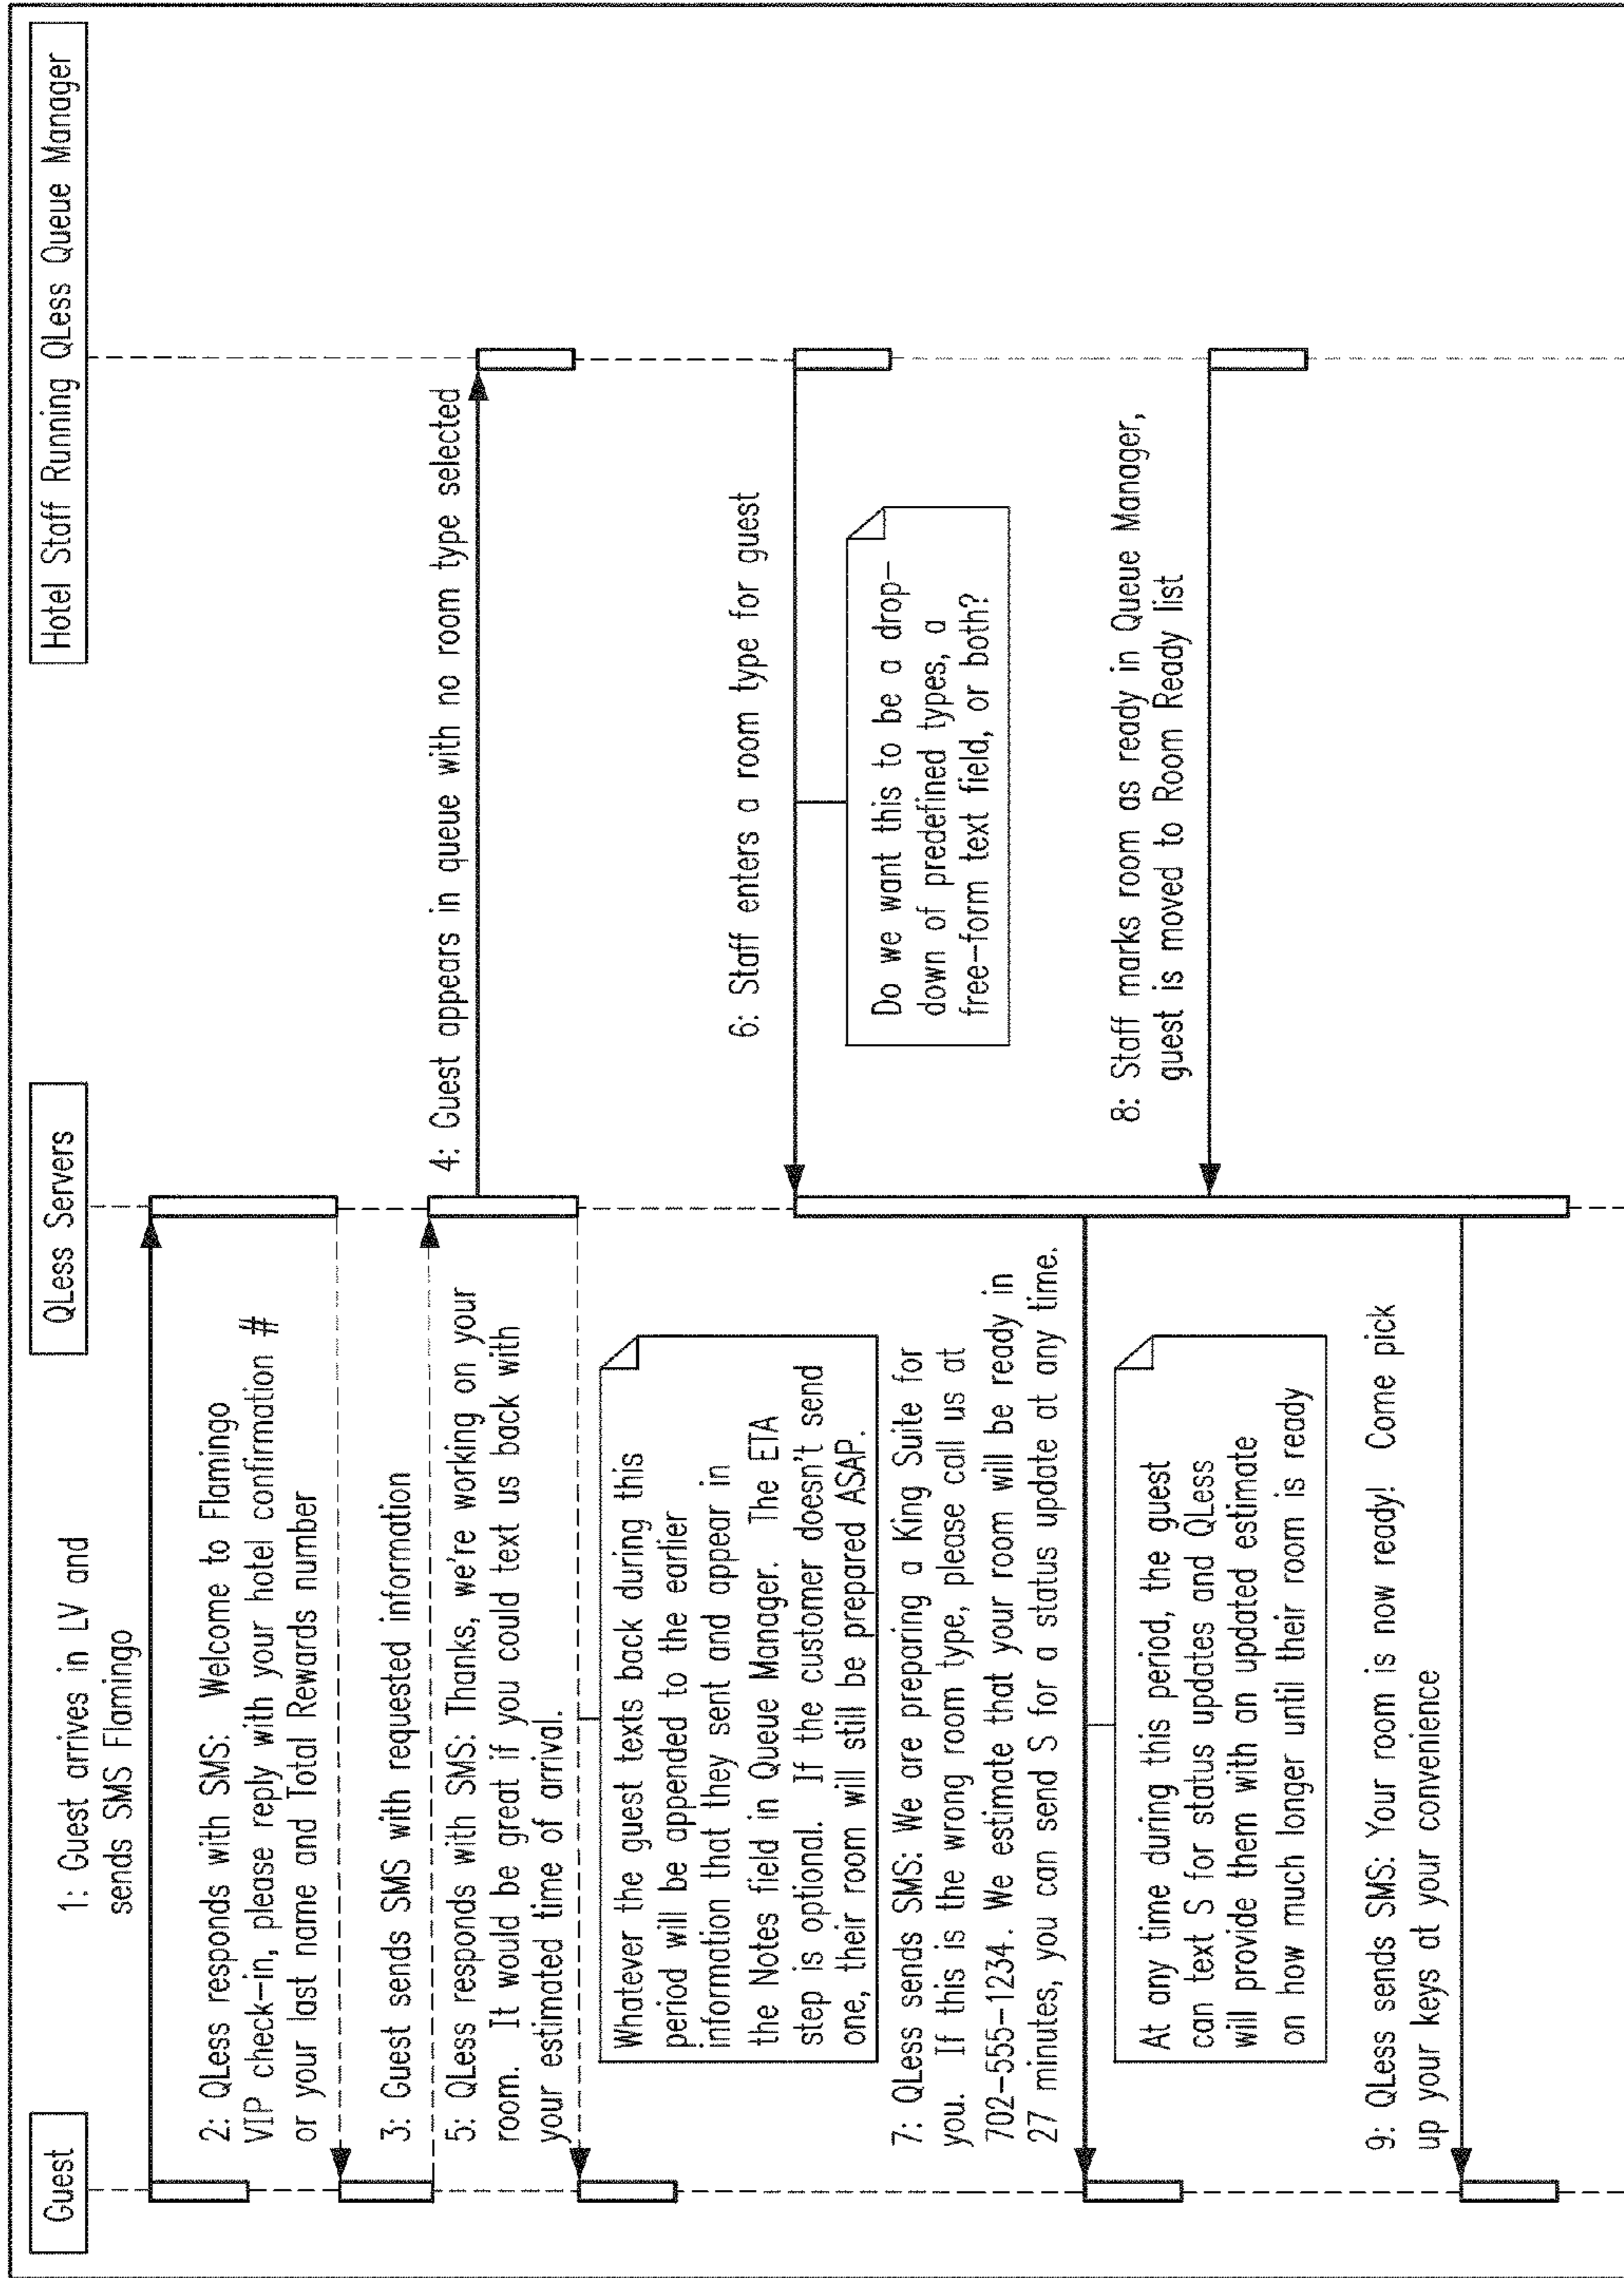 Guest
QLess Servers
Hotel Staff Running QLess Queue Manager
1: Guest arrives in LV and
sends SMS Flamingo
2: QLess responds with SMS: Welcome to Flamingo
VIP check-in, please reply with your hotel confirmation #
or your last name and Total Rewards number
3: Guest sends SMS with requested information
4: Guest appears in queue with no room type selected
5: QLess responds with SMS: Thanks, we're working on your
room. It would be great if you could text us back with
your estimated time of arrival.
Whatever the guest texts back during this
period will be appended to the earlier
information that they sent and appear in
the Notes field in Queue Manager. The ETA
step is optional. If the customer doesn't send
one, their room will still be prepared ASAP.
6: Staff enters a room type for guest
Do we want this to be a drop-
down of predefined types, a
free-form text field, or both?
7: QLess sends SMS: We are preparing a King Suite for
you. If this is the wrong room type, please call us at
702-555-1234. We estimate that your room will be ready in
27 minutes, you can send S for a status update at any time.
At any time during this period, the guest
can text S for status updates and QLess
will provide them with an updated estimate
on how much longer until their room is ready
8: Staff marks room as ready in Queue Manager,
guest is moved to Room Ready list
9: QLess sends SMS: Your room is now ready! Come pick
up your keys at your convenience